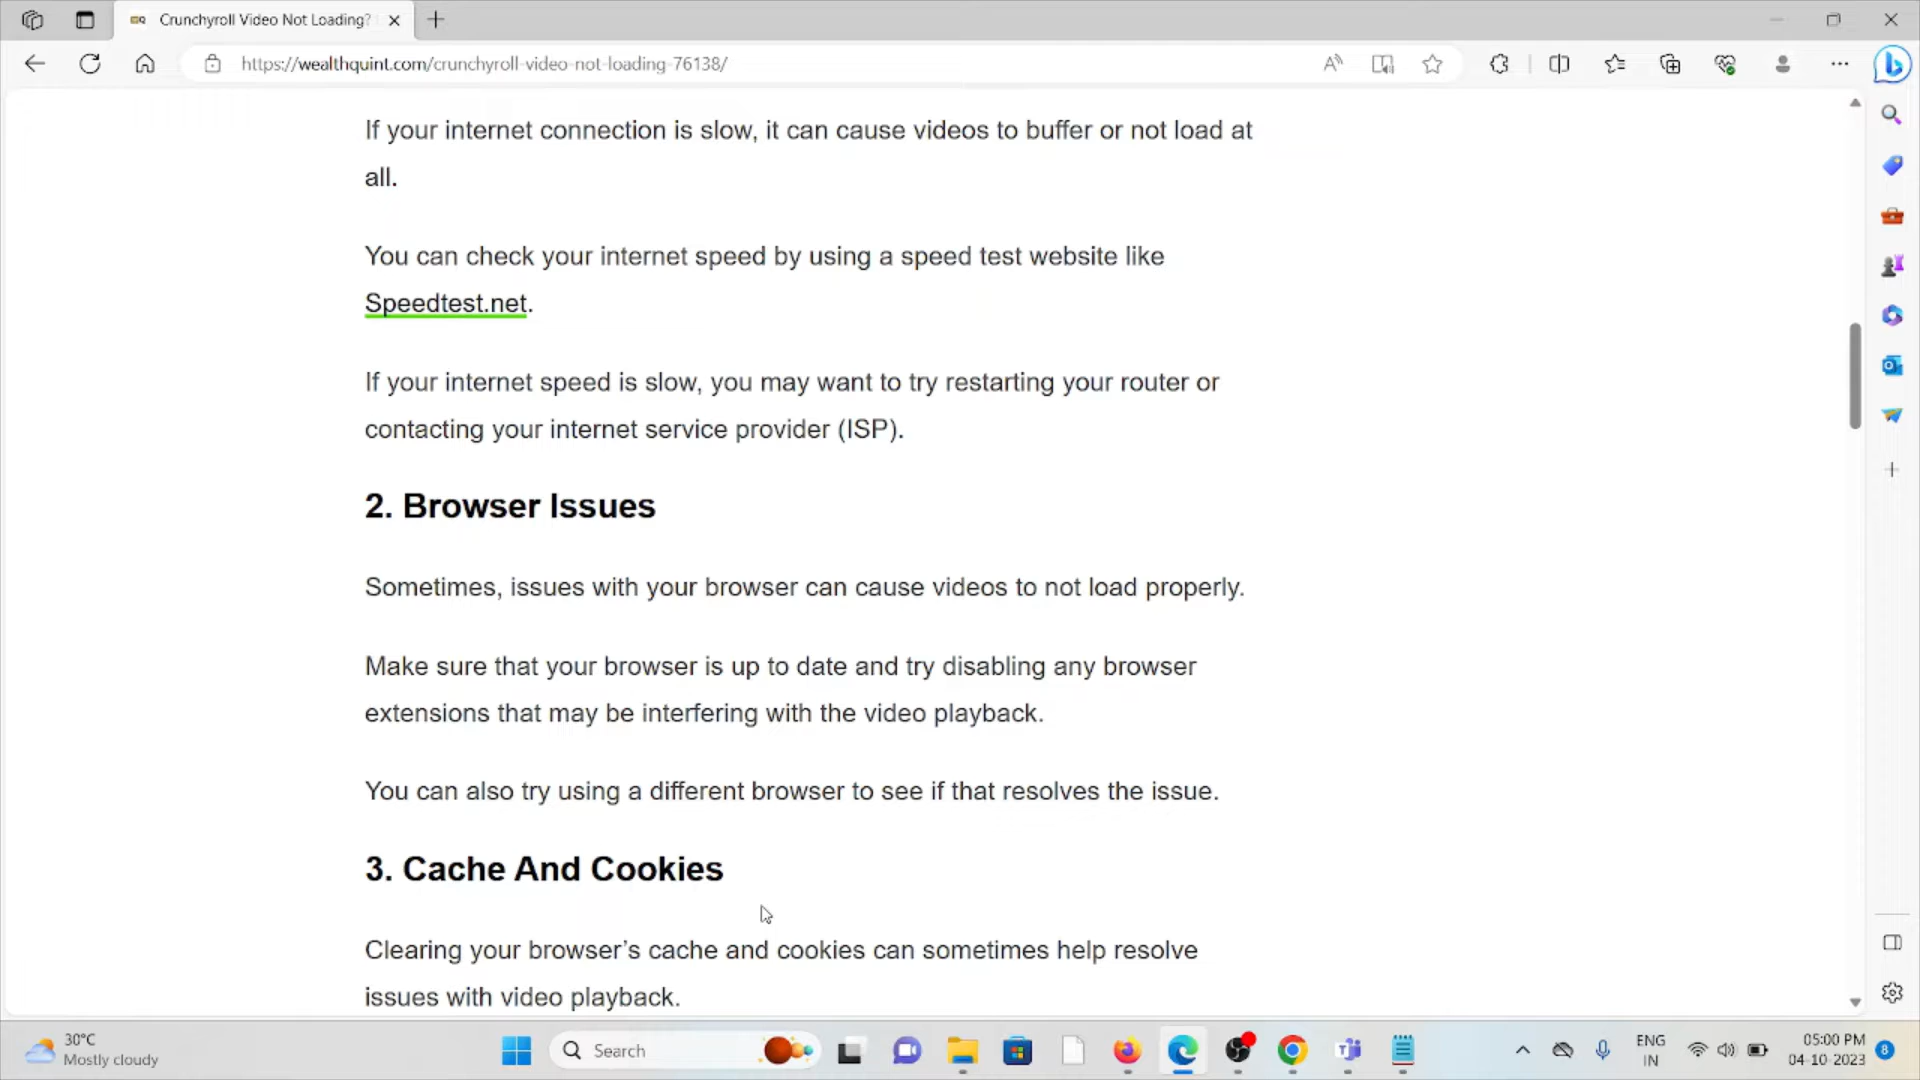 Crunchyroll Video Not Loading?
https://wealthquint.com/crunchyroll-video-not-loading-76138/
If your internet connection is slow, it can cause videos to buffer or not load at
all.
You can check your internet speed by using a speed test website like
Speedtest.net.
If your internet speed is slow, you may want to try restarting your router or
contacting your internet service provider (ISP).
2. Browser Issues
Sometimes, issues with your browser can cause videos to not load properly.
Make sure that your browser is up to date and try disabling any browser
extensions that may be interfering with the video playback.
You can also try using a different browser to see if that resolves the issue.
3. Cache And Cookies
Clearing your browser’s cache and cookies can sometimes help resolve
issues with video playback.
30°C
Mostly cloudy
Search
ENG
IN
05:00 PM
04-10-2023
8